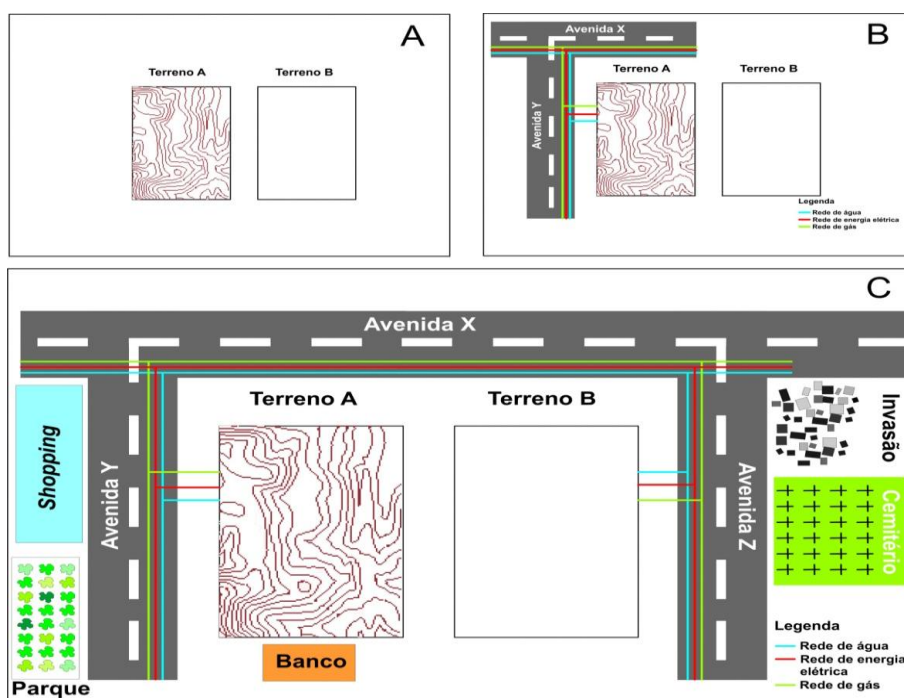 A
Terreno A
Terreno B
B
Avenida X
Avenida Y
Terreno A
Terreno B
Legenda
Rede de água
Rede de energia elétrica
Rede de gás
C
Avenida X
Terreno A
Terreno B
Shopping
Avenida Y
Avenida Z
Invasão
Cemitério
Banco
Parque
Legenda
Rede de água
Rede de energia
elétrica
Rede de gás